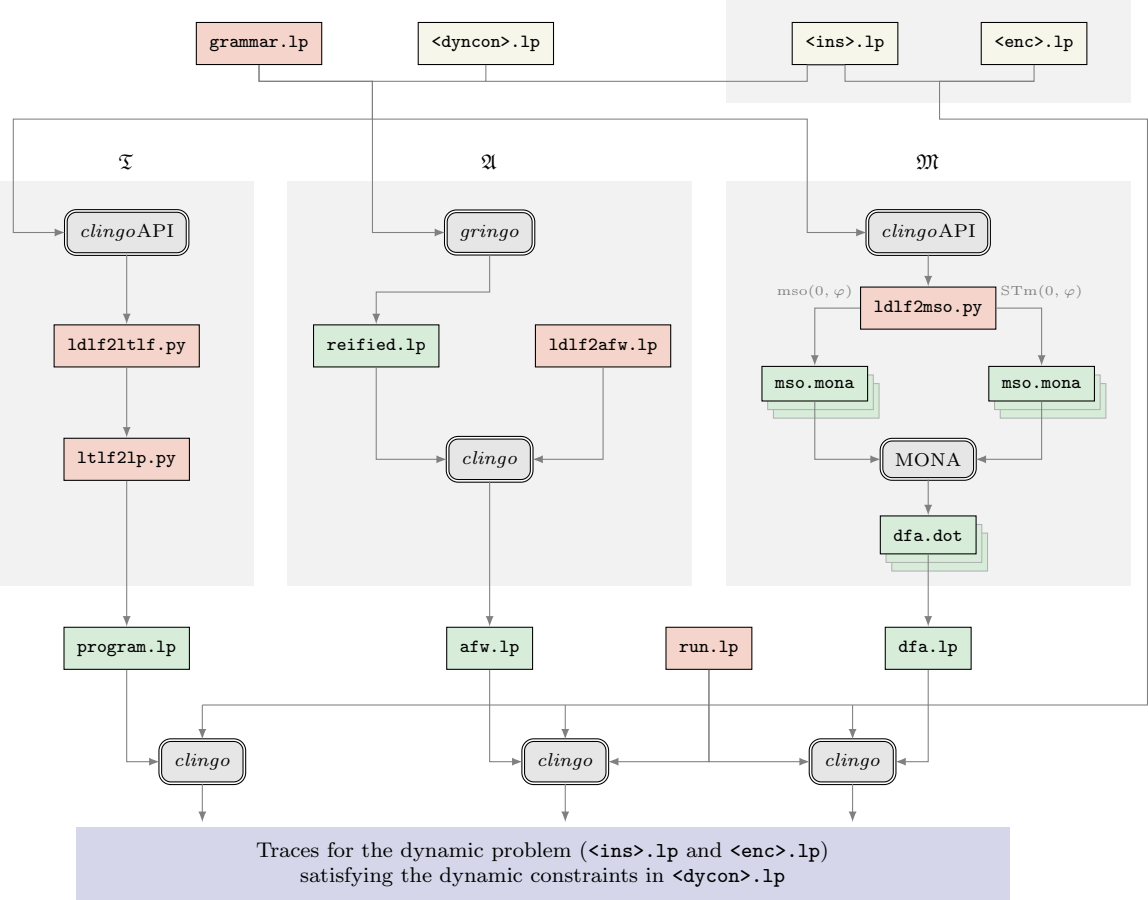 grammar.lp
<dyncon>.lp
<ins>.lp
<enc>.lp
𝔗
𝔄
𝔐
clingoAPI
gringo
clingoAPI
mso(0, φ)
STm(0, φ)
ldlf2mso.py
ldlf2ltlf.py
reified.lp
ldlf2afw.lp
mso.mona
mso.mona
ltlf2lp.py
clingo
MONA
dfa.dot
program.lp
afw.lp
run.lp
dfa.lp
clingo
clingo
clingo
Traces for the dynamic problem (<ins>.lp and <enc>.lp)
satisfying the dynamic constraints in <dycon>.lp